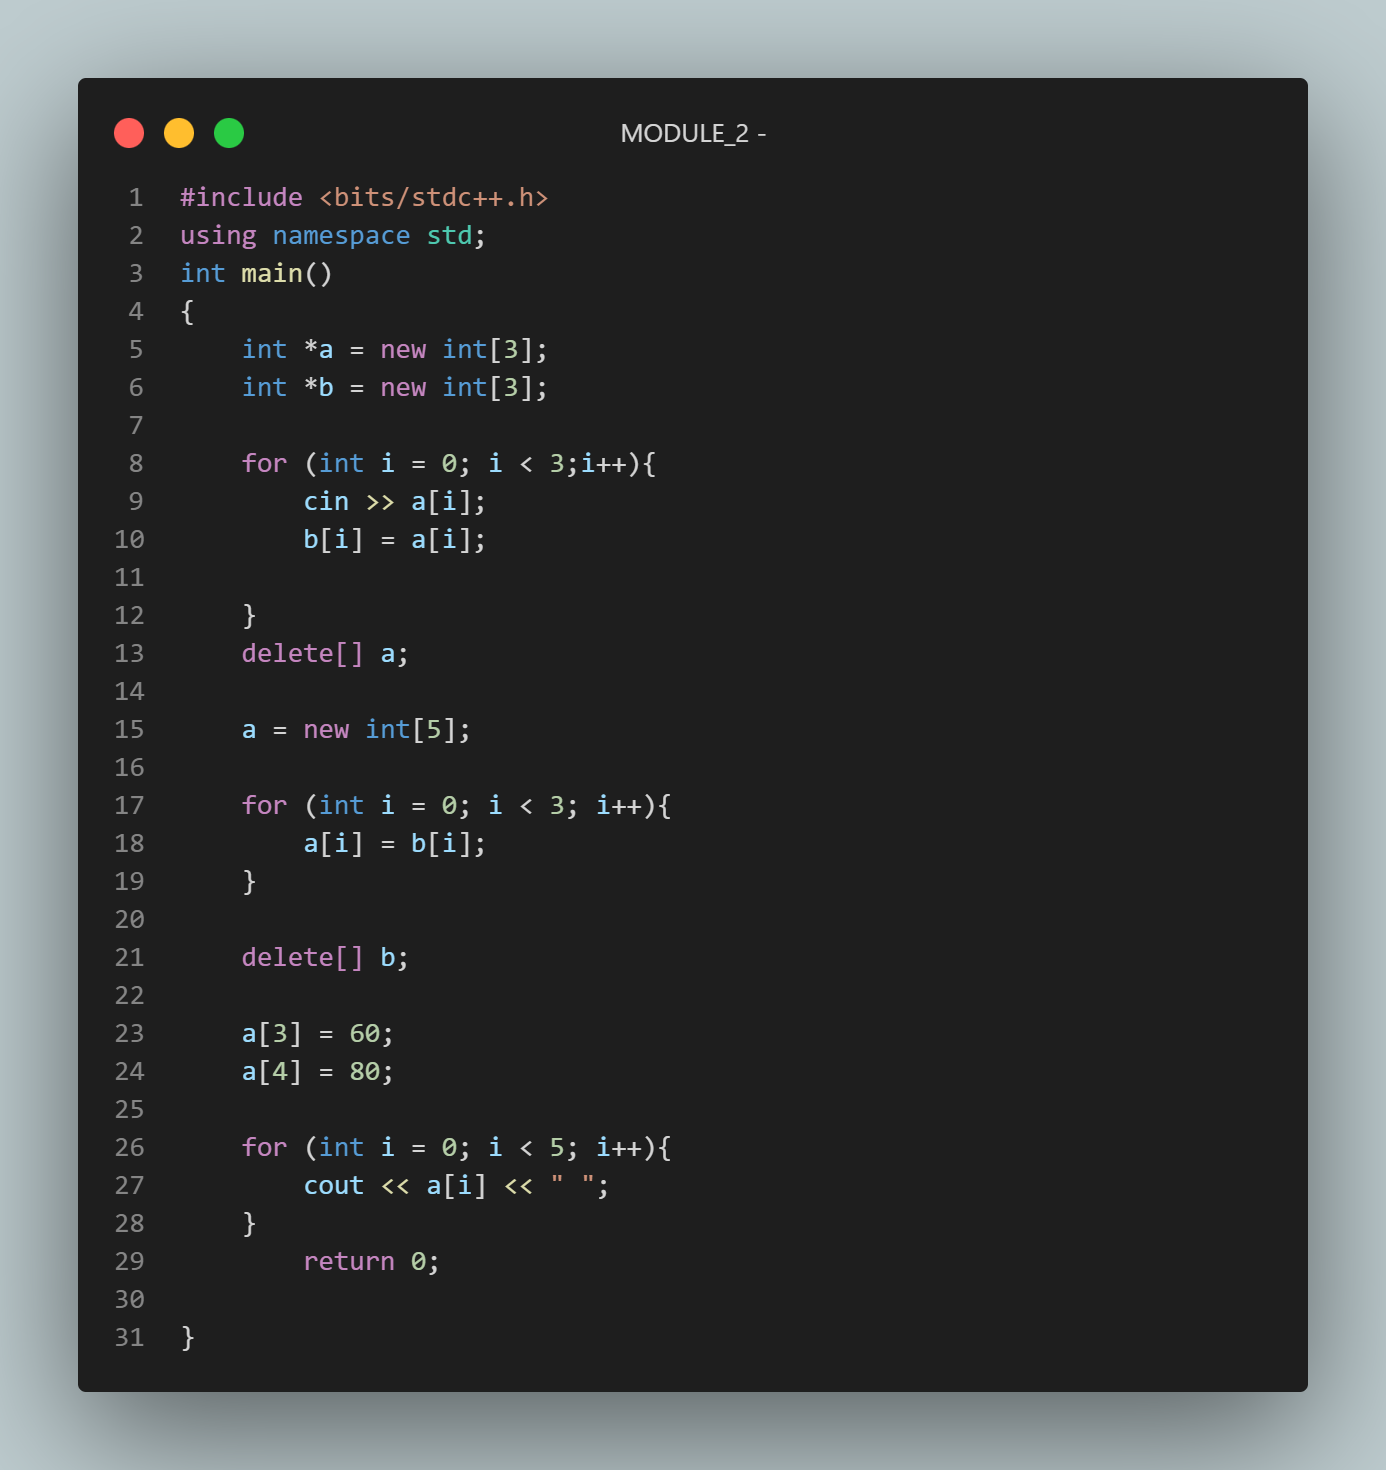 MODULE_2 -
1 #include <bits/stdc++.h>
2 using namespace std;
3 int main()
4 {
5     int *a = new int[3];
6     int *b = new int[3];
7
8     for (int i = 0; i < 3;i++){
9         cin >> a[i];
10         b[i] = a[i];
11
12     }
13     delete[] a;
14
15     a = new int[5];
16
17     for (int i = 0; i < 3; i++){
18         a[i] = b[i];
19     }
20
21     delete[] b;
22
23     a[3] = 60;
24     a[4] = 80;
25
26     for (int i = 0; i < 5; i++){
27         cout << a[i] << " ";
28     }
29         return 0;
30
31 }